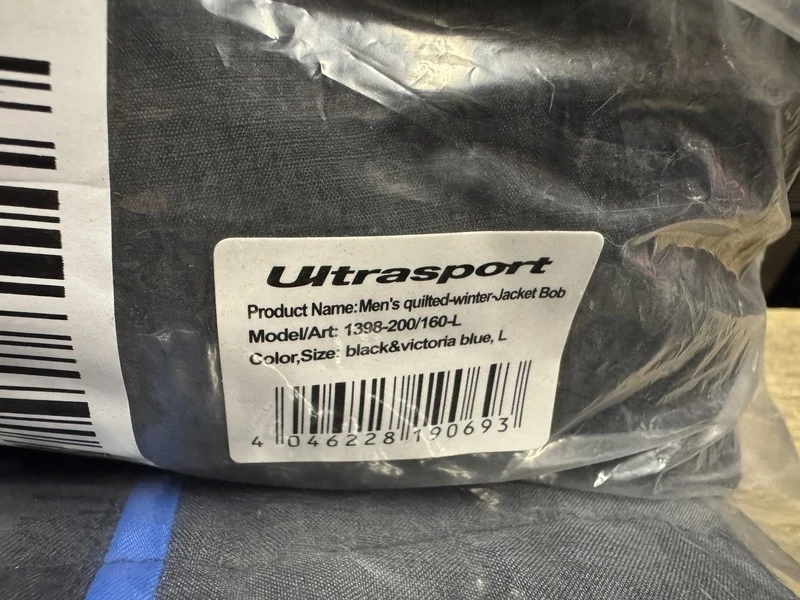 Ultrasport
Product Name:Men's quilted-winter-Jacket Bob
Model/Art: 1398-200/160-L
Color,Size: black&victoria blue, L
4 046228 190693